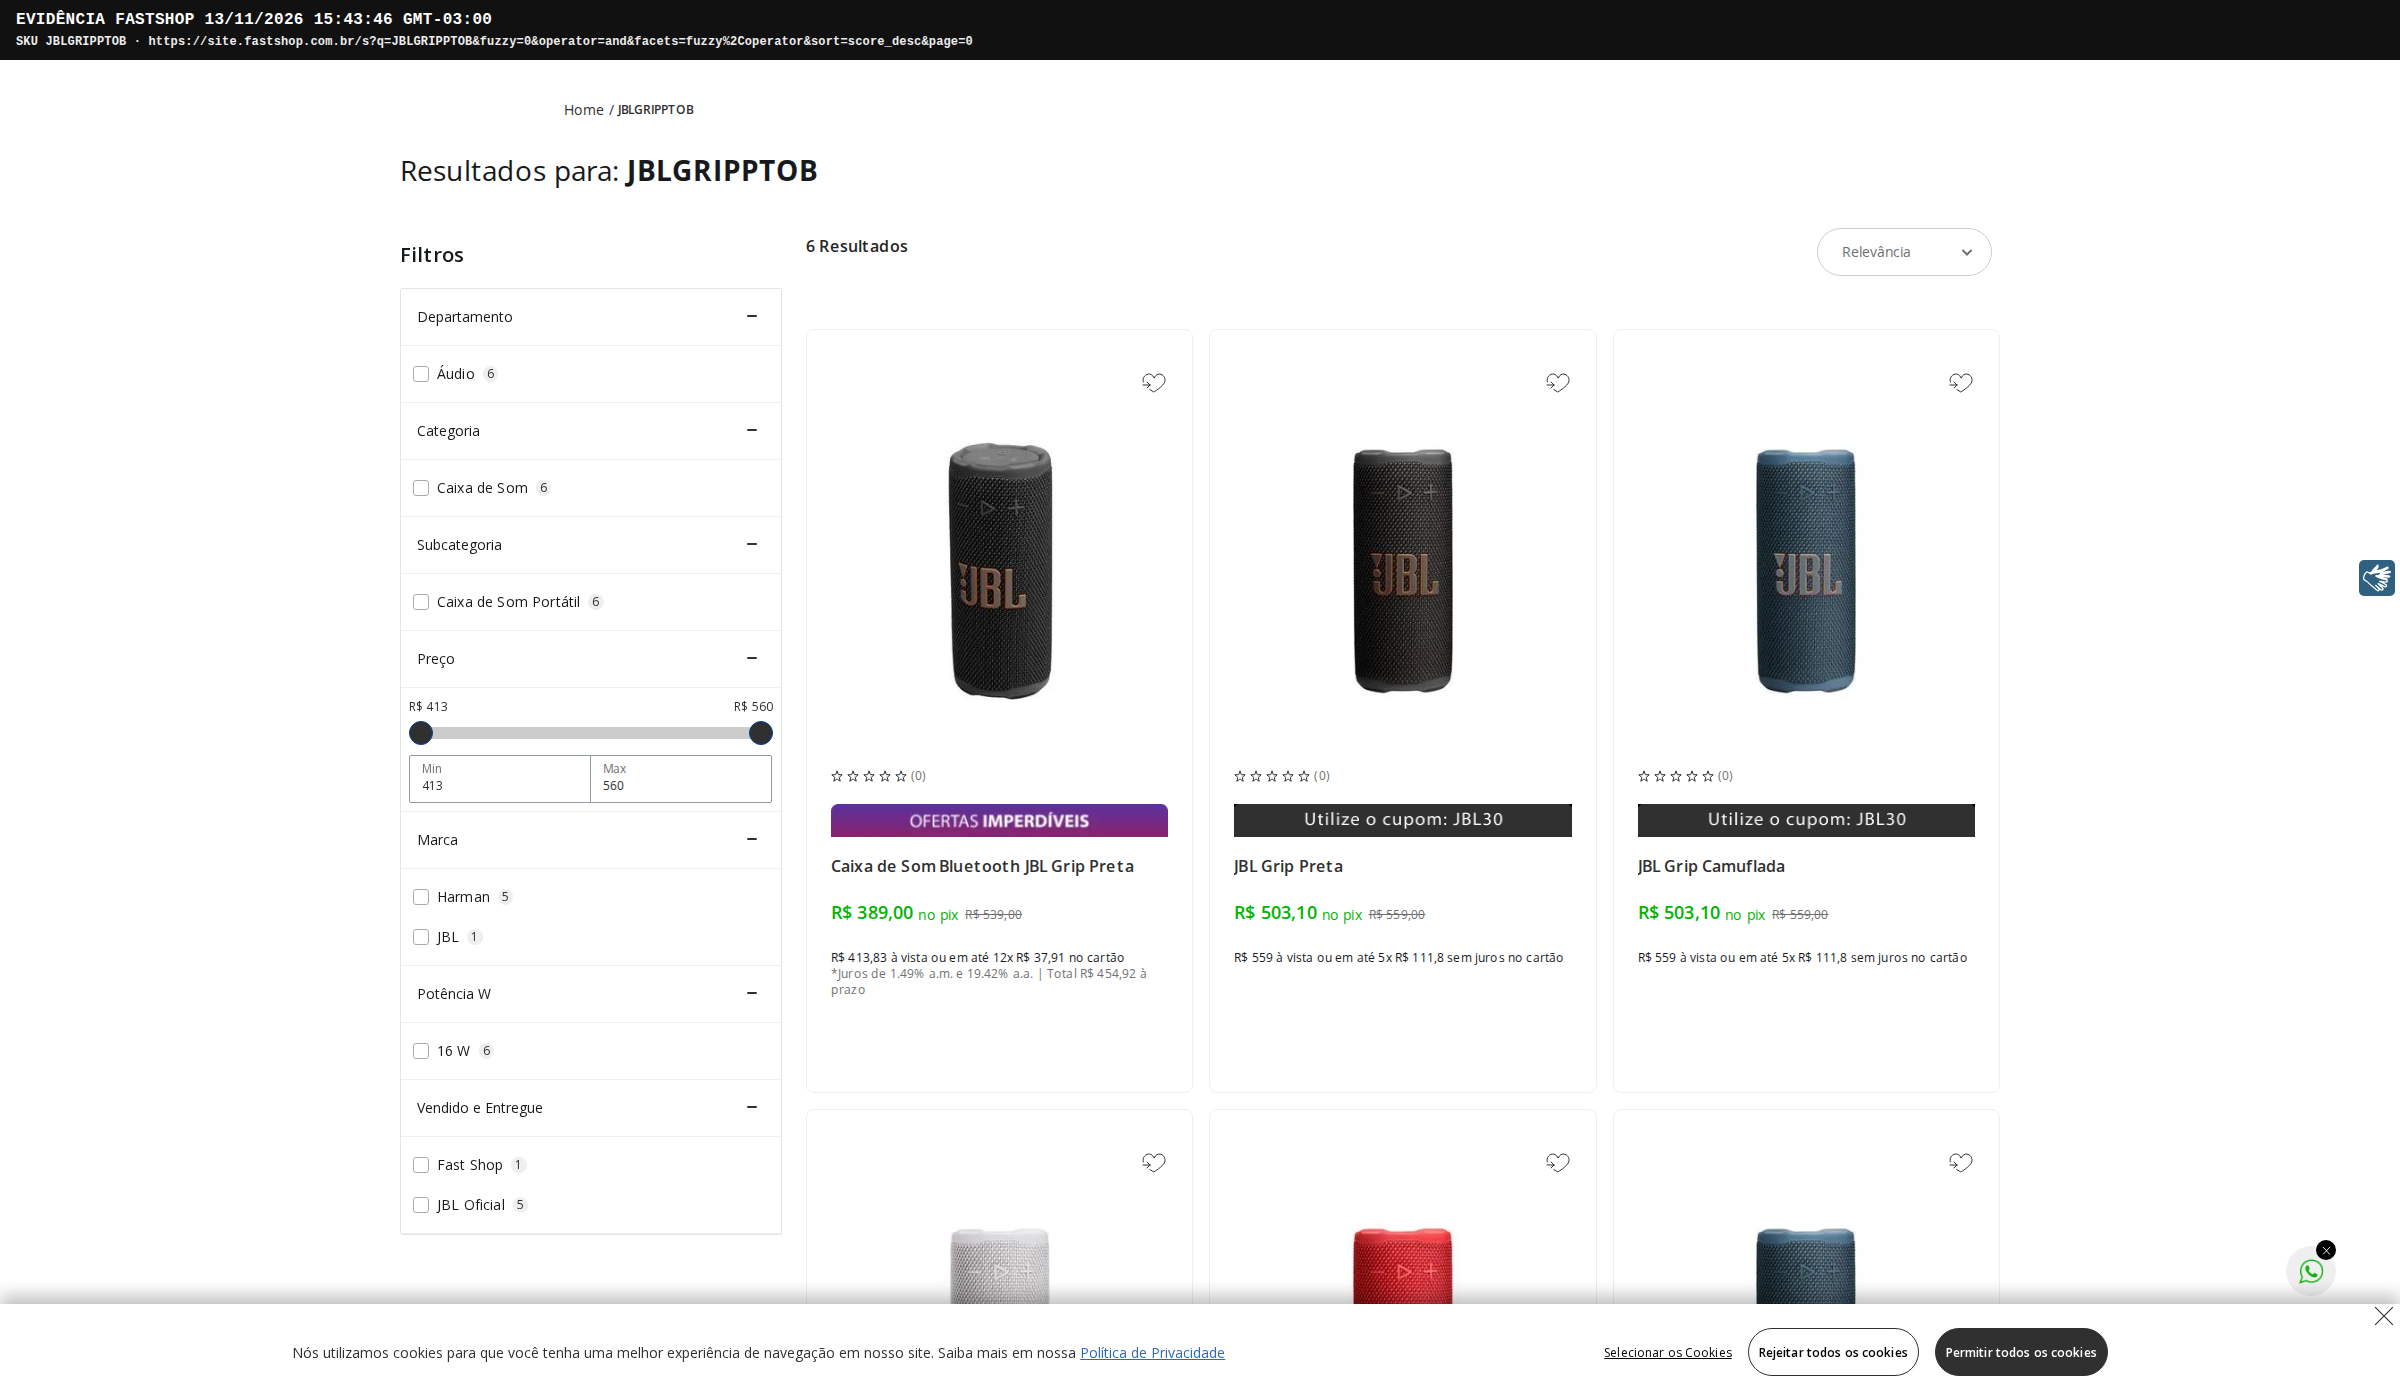 EVIDÊNCIA FASTSHOP 13/11/2026 15:43:46 GMT-03:00
SKU JBLGRIPPTOB · https://site.fastshop.com.br/s?q=JBLGRIPPTOB&fuzzy=0&operator=and&facets=fuzzy%2Coperator&sort=score_desc&page=0
Home / JBLGRIPPTOB
Resultados para: JBLGRIPPTOB
Filtros
6 Resultados
Relevância
Departamento
Áudio 6
Categoria
Caixa de Som 6
Subcategoria
Caixa de Som Portátil 6
Preço
R$ 413 R$ 560
Min Max
413 560
Marca
Harman 5
JBL 1
Potência W
16 W 6
Vendido e Entregue
Fast Shop 1
JBL Oficial 5
JBL
(0)
OFERTAS IMPERDÍVEIS
Caixa de Som Bluetooth JBL Grip Preta
R$ 389,00 no pix R$ 539,00
R$ 413,83 à vista ou em até 12x R$ 37,91 no cartão
*Juros de 1.49% a.m. e 19.42% a.a. | Total R$ 454,92 à
prazo
JBL
(0)
Utilize o cupom: JBL30
JBL Grip Preta
R$ 503,10 no pix R$ 559,00
R$ 559 à vista ou em até 5x R$ 111,8 sem juros no cartão
JBL
(0)
Utilize o cupom: JBL30
JBL Grip Camuflada
R$ 503,10 no pix R$ 559,00
R$ 559 à vista ou em até 5x R$ 111,8 sem juros no cartão
Nós utilizamos cookies para que você tenha uma melhor experiência de navegação em nosso site. Saiba mais em nossa Política de Privacidade
Selecionar os Cookies
Rejeitar todos os cookies
Permitir todos os cookies